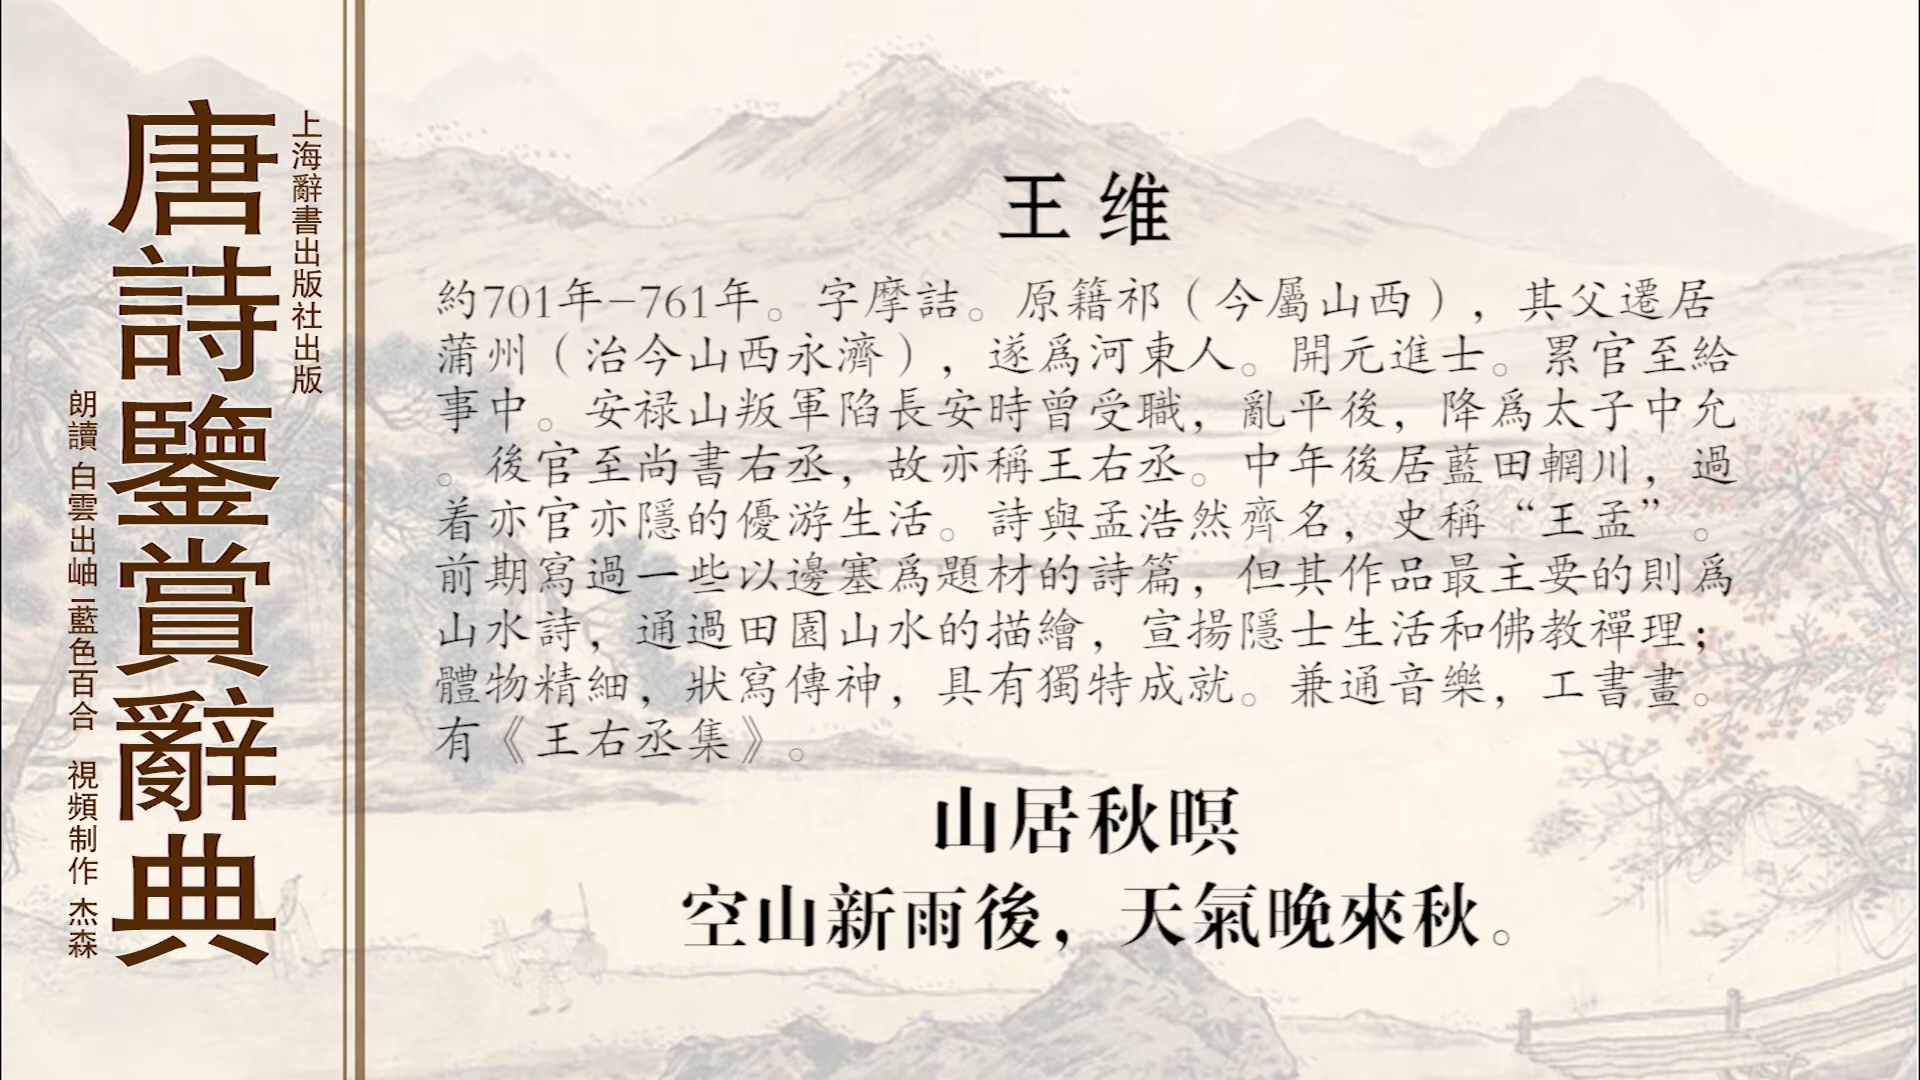 上海辭書出版社出版
唐詩鑒賞辭典
朗讀 白雲出岫_藍色百合 視頻制作 杰森
王维
約701年-761年。字摩詰。原籍祁（今屬山西），其父遷居
蒲州（治今山西永濟），遂爲河東人。開元進士。累官至給
事中。安禄山叛軍陷長安時曾受職，亂平後，降爲太子中允
。後官至尚書右丞，故亦稱王右丞。中年後居藍田輞川，過
着亦官亦隱的優游生活。詩與孟浩然齊名，史稱“王孟”。
前期寫過一些以邊塞爲題材的詩篇，但其作品最主要的則爲
山水詩，通過田園山水的描繪，宣揚隱士生活和佛教禪理；
體物精細，狀寫傳神，具有獨特成就。兼通音樂，工書畫。
有《王右丞集》。
山居秋暝
空山新雨後，天氣晚來秋。